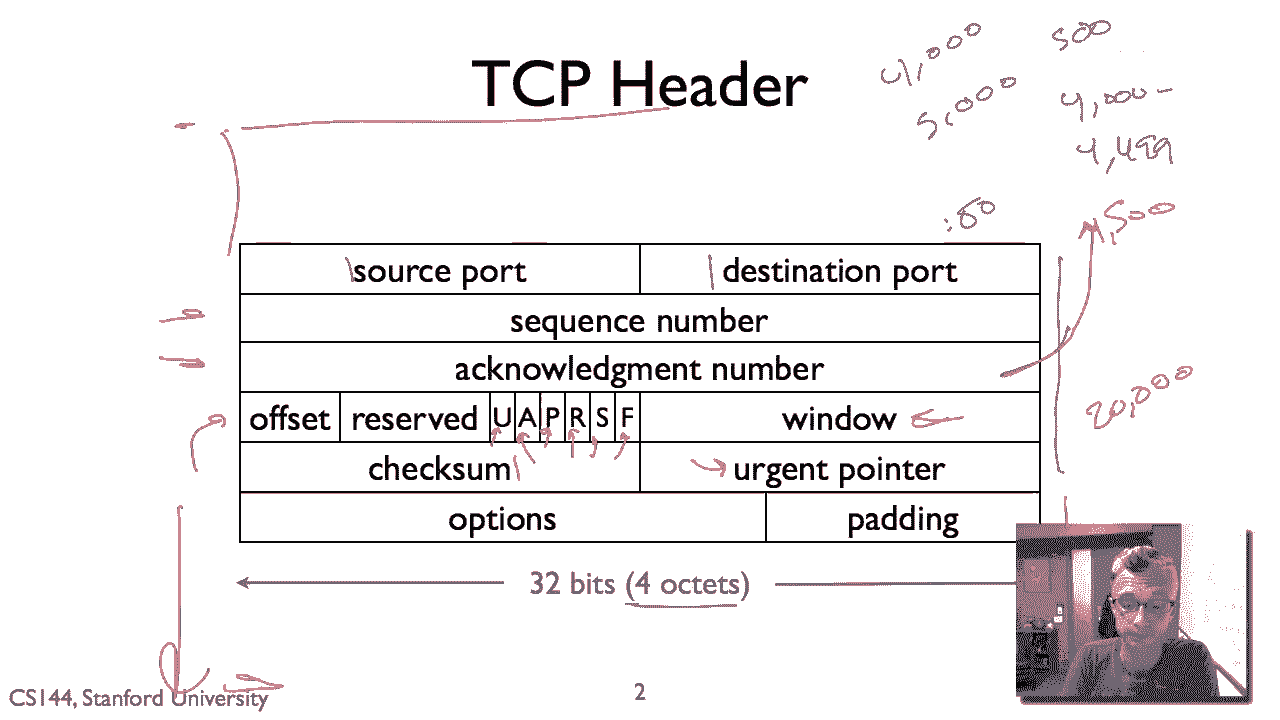 TCP Header
4,000 500
5,000 4,000-
4,499
:80 4,500
source port destination port
sequence number
acknowledgment number
20,000
offset reserved U A P R S F window
checksum urgent pointer
options padding
32 bits (4 octets)
CS144, Stanford University 2